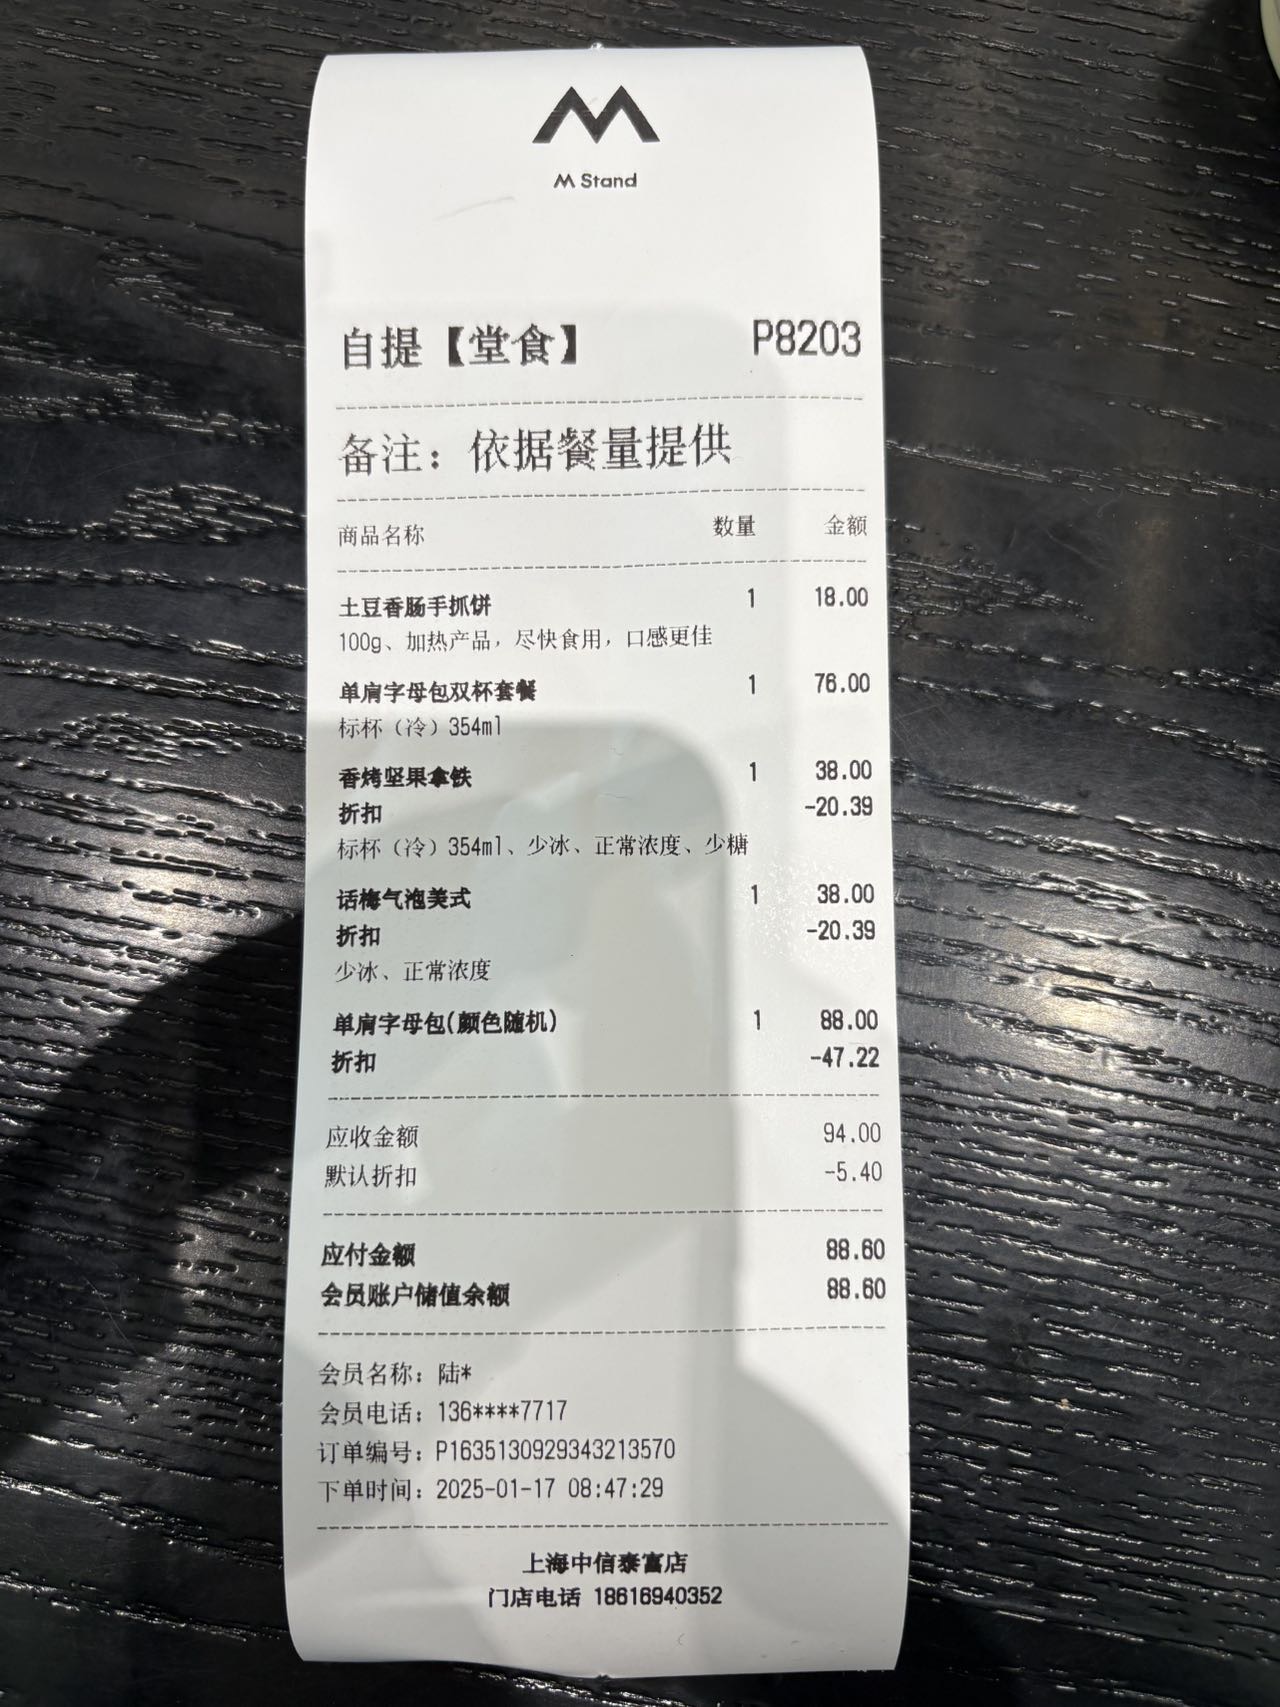 M Stand
自提【堂食】 P8203
备注：依据餐量提供
商品名称 数量 金额
土豆香肠手抓饼 1 18.00
100g、加热产品，尽快食用，口感更佳
单肩字母包双杯套餐 1 76.00
标杯（冷）354ml
香烤坚果拿铁 1 38.00
折扣 -20.39
标杯（冷）354ml、少冰、正常浓度、少糖
话梅气泡美式 1 38.00
折扣 -20.39
少冰、正常浓度
单肩字母包(颜色随机) 1 88.00
折扣 -47.22
应收金额 94.00
默认折扣 -5.40
应付金额 88.60
会员账户储值余额 88.60
会员名称：陆*
会员电话：136****7717
订单编号：P1635130929343213570
下单时间：2025-01-17 08:47:29
上海中信泰富店
门店电话 18616940352